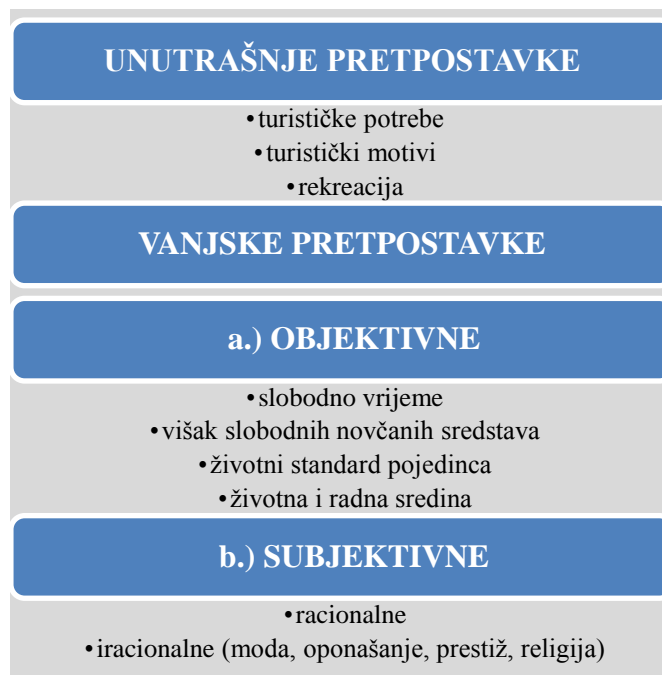 UNUTRAŠNJE PRETPOSTAVKE
•turističke potrebe
•turistički motivi
•rekreacija
VANJSKE PRETPOSTAVKE
a.) OBJEKTIVNE
•slobodno vrijeme
•višak slobodnih novčanih sredstava
•životni standard pojedinca
•životna i radna sredina
b.) SUBJEKTIVNE
•racionalne
•iracionalne (moda, oponašanje, prestiž, religija)